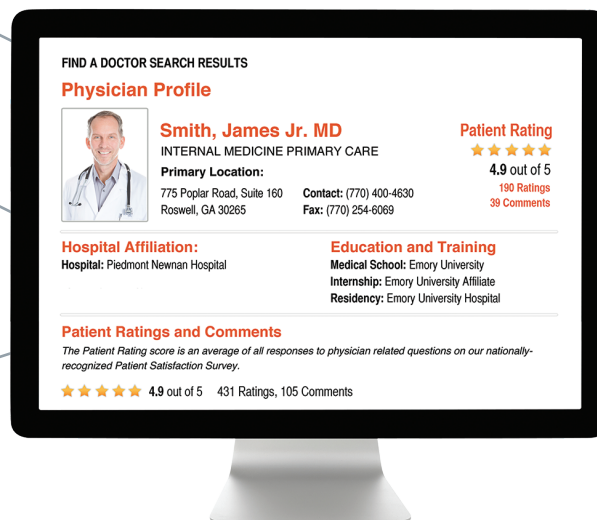 FIND A DOCTOR SEARCH RESULTS
Physician Profile
Smith, James Jr. MD
INTERNAL MEDICINE PRIMARY CARE
Primary Location:
775 Poplar Road, Suite 160
Roswell, GA 30265
Contact: (770) 400-4630
Fax: (770) 254-6069
Patient Rating
4.9 out of 5
190 Ratings
39 Comments
Hospital Affiliation:
Hospital: Piedmont Newnan Hospital
Education and Training
Medical School: Emory University
Internship: Emory University Affiliate
Residency: Emory University Hospital
Patient Ratings and Comments
The Patient Rating score is an average of all responses to physician related questions on our nationally-
recognized Patient Satisfaction Survey.
4.9 out of 5 431 Ratings, 105 Comments